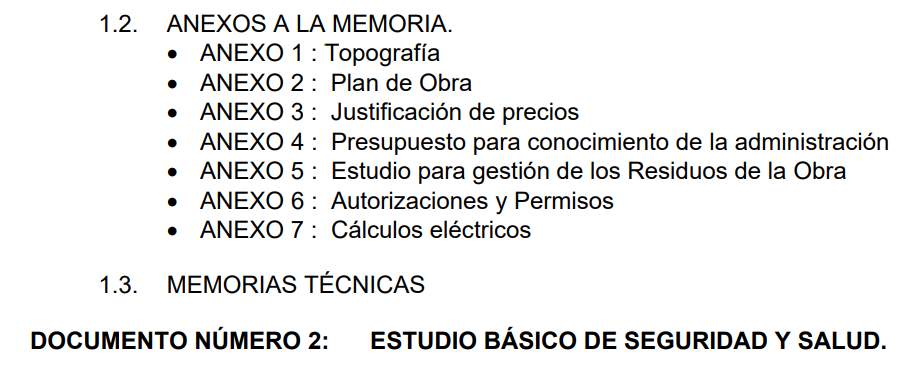 1.2. ANEXOS A LA MEMORIA.
• ANEXO 1 : Topografía
• ANEXO 2 : Plan de Obra
• ANEXO 3 : Justificación de precios
• ANEXO 4 : Presupuesto para conocimiento de la administración
• ANEXO 5 : Estudio para gestión de los Residuos de la Obra
• ANEXO 6 : Autorizaciones y Permisos
• ANEXO 7 : Cálculos eléctricos
1.3. MEMORIAS TÉCNICAS
DOCUMENTO NÚMERO 2: ESTUDIO BÁSICO DE SEGURIDAD Y SALUD.